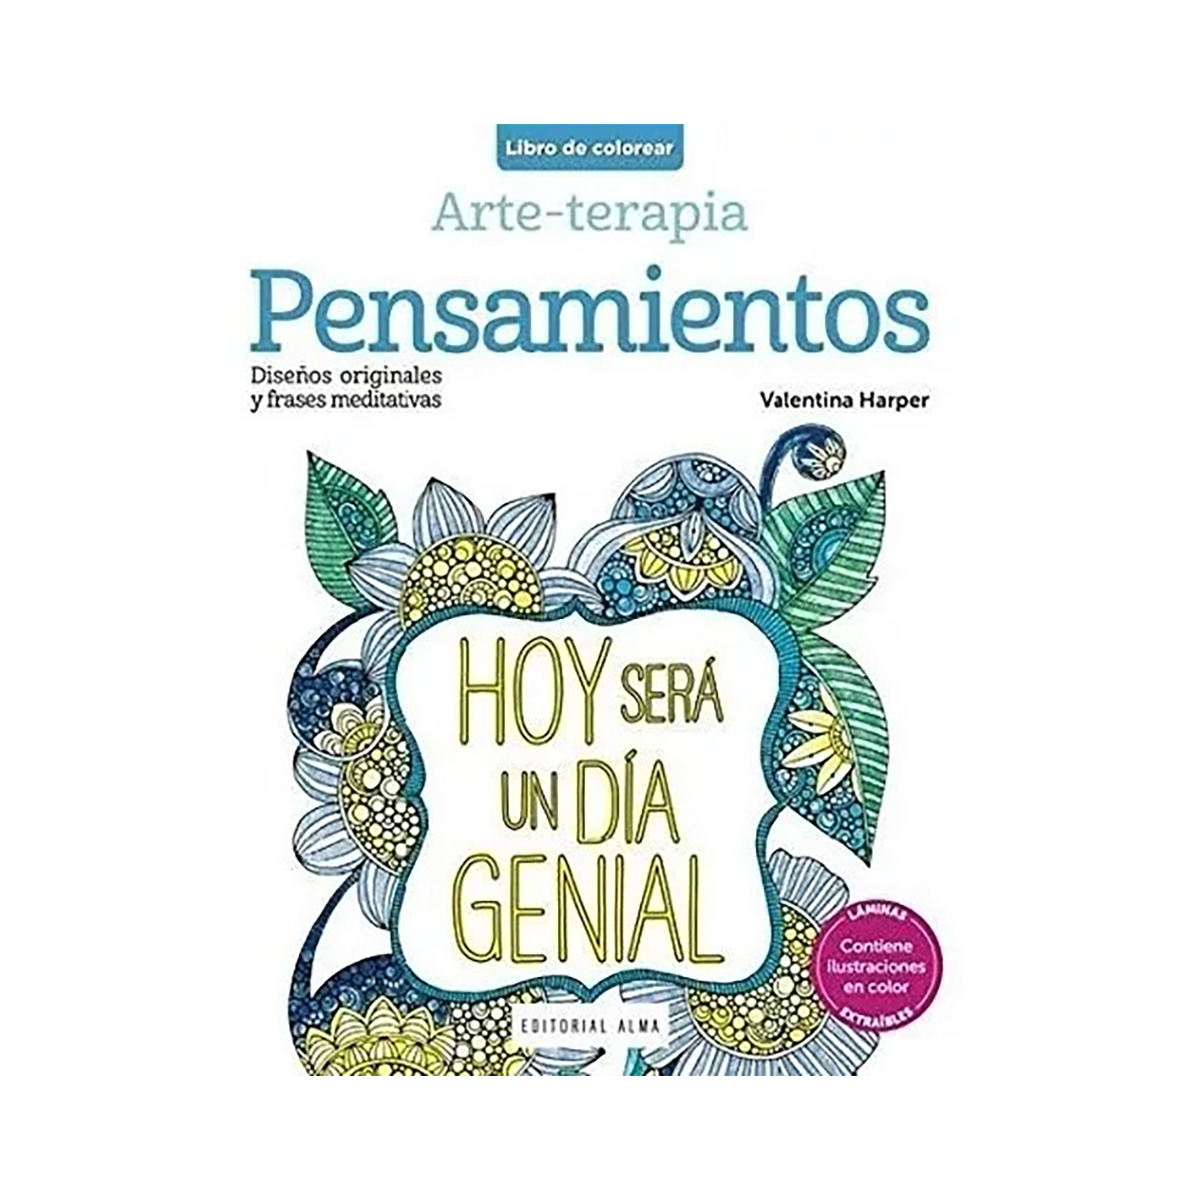 Libro de colorear
Arte-terapia
Pensamientos
Diseños originales
y frases meditativas
Valentina Harper
HOY SERÁ
UN DÍA
GENIAL
LÁMINAS
Contiene
ilustraciones
en color
EXTRAÍBLES
EDITORIAL ALMA